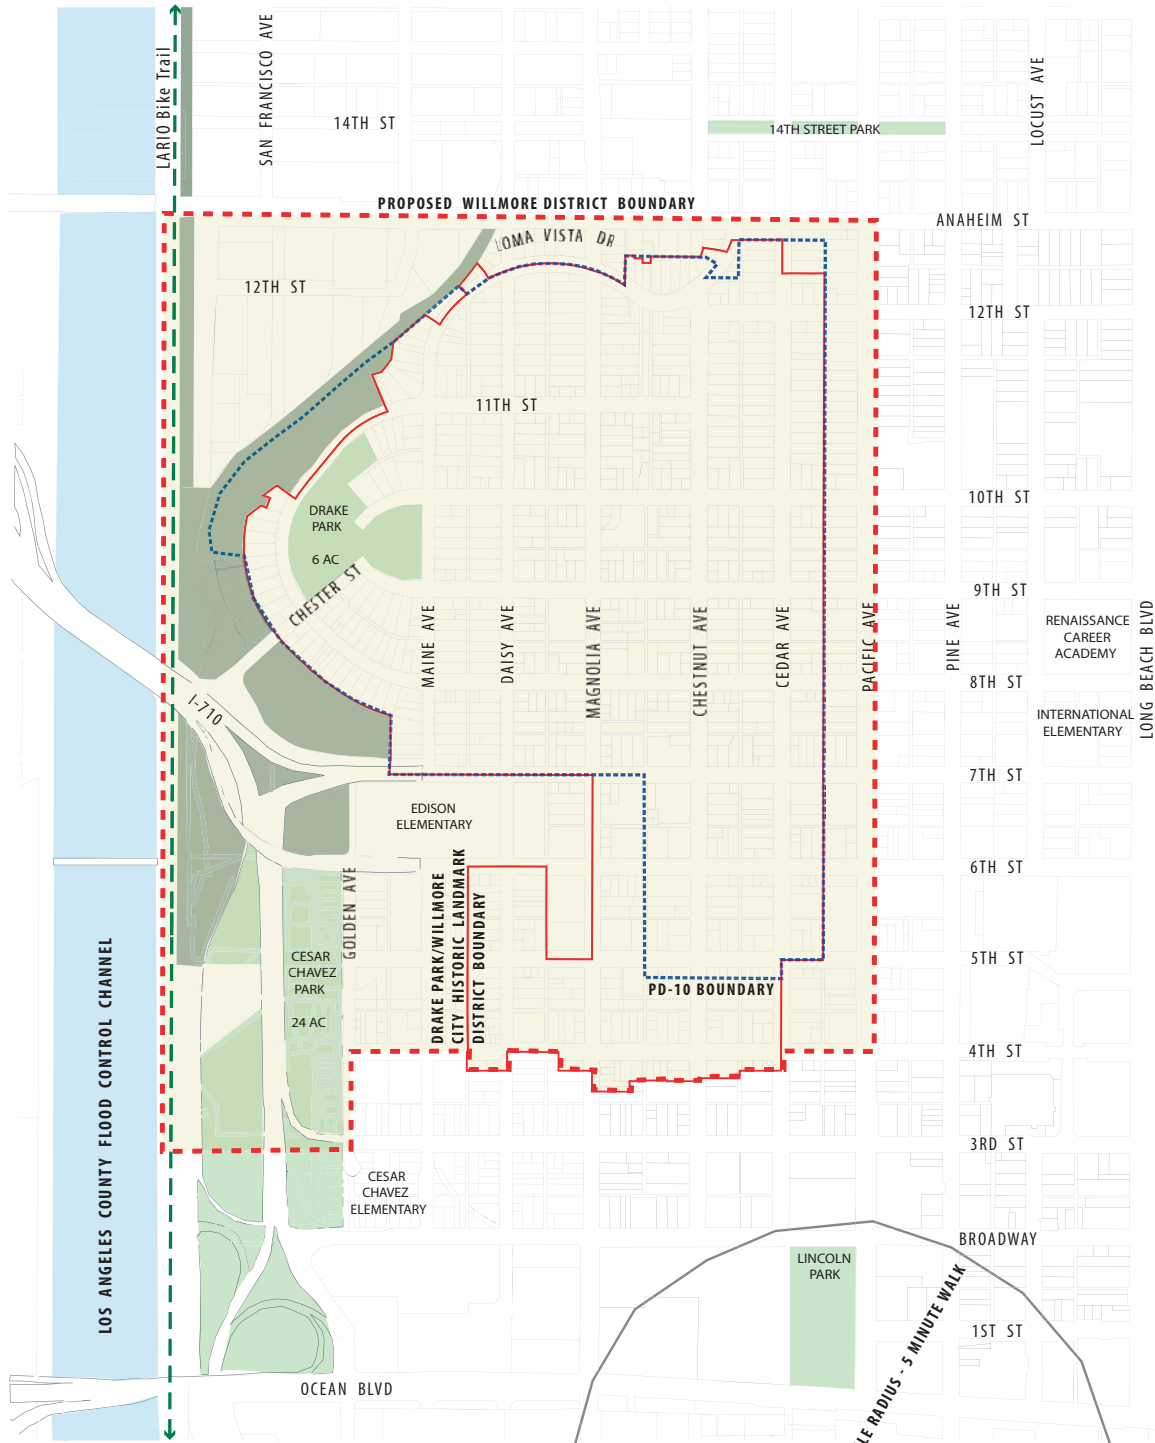 LARIO Bike Trail
SAN FRANCISCO AVE
LOCUST AVE
14TH ST
14TH STREET PARK
PROPOSED WILLMORE DISTRICT BOUNDARY
ANAHEIM ST
LOMA VISTA DR
12TH ST
12TH ST
11TH ST
10TH ST
DRAKE
PARK
6 AC
CHESTER ST
9TH ST
MAINE AVE
DAISY AVE
MAGNOLIA AVE
CHESTNUT AVE
CEDAR AVE
PACIFIC AVE
PINE AVE
RENAISSANCE
CAREER
ACADEMY
LONG BEACH BLVD
8TH ST
I-710
INTERNATIONAL
ELEMENTARY
7TH ST
EDISON
ELEMENTARY
6TH ST
GOLDEN AVE
DRAKE PARK/WILLMORE
CITY HISTORIC LANDMARK
DISTRICT BOUNDARY
CESAR
CHAVEZ
PARK
24 AC
5TH ST
PD-10 BOUNDARY
4TH ST
LOS ANGELES COUNTY FLOOD CONTROL CHANNEL
3RD ST
CESAR
CHAVEZ
ELEMENTARY
BROADWAY
LINCOLN
PARK
LE RADIUS - 5 MINUTE WALK
1ST ST
OCEAN BLVD